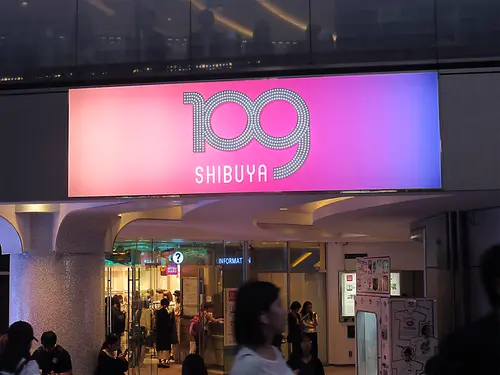 109
SHIBUYA
?
INFORMATION